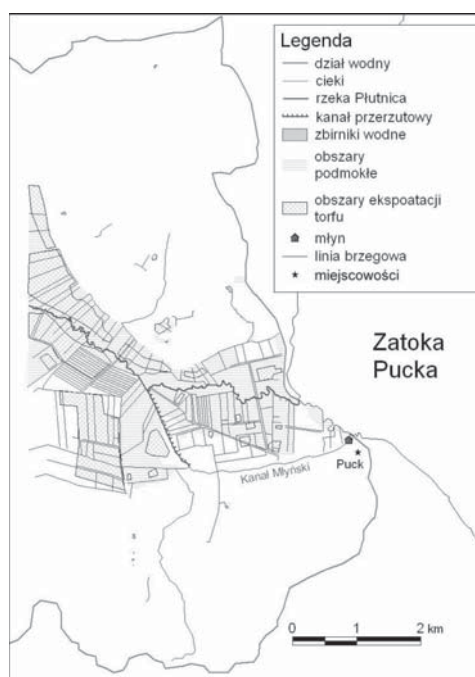 Legenda
dział wodny
cieki
rzeka Płutnica
kanał przerzutowy
zbirniki wodne
obszary
podmokłe
obszary ekspoatacji
torfu
młyn
linia brzegowa
miejscowości
Zatoka
Pucka
Puck
Kanał Młyński
0 1 2 km